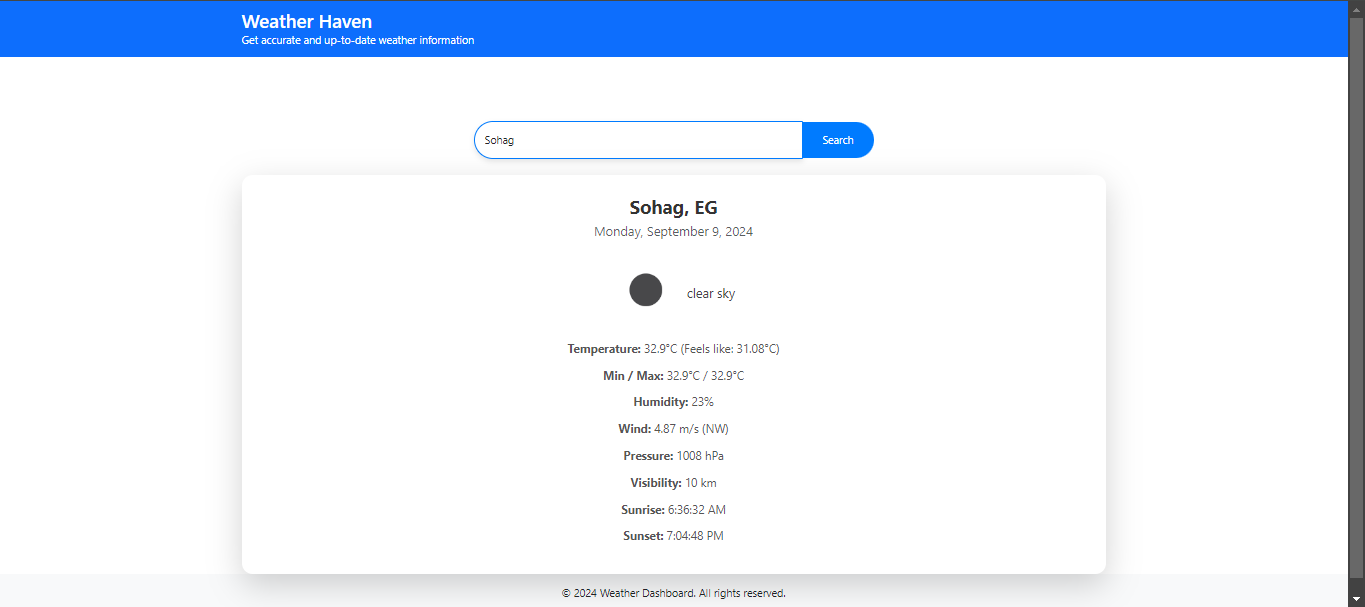 Weather Haven
Get accurate and up-to-date weather information
Sohag
Search
Sohag, EG
Monday, September 9, 2024
clear sky
Temperature: 32.9°C (Feels like: 31.08°C)
Min / Max: 32.9°C / 32.9°C
Humidity: 23%
Wind: 4.87 m/s (NW)
Pressure: 1008 hPa
Visibility: 10 km
Sunrise: 6:36:32 AM
Sunset: 7:04:48 PM
© 2024 Weather Dashboard. All rights reserved.